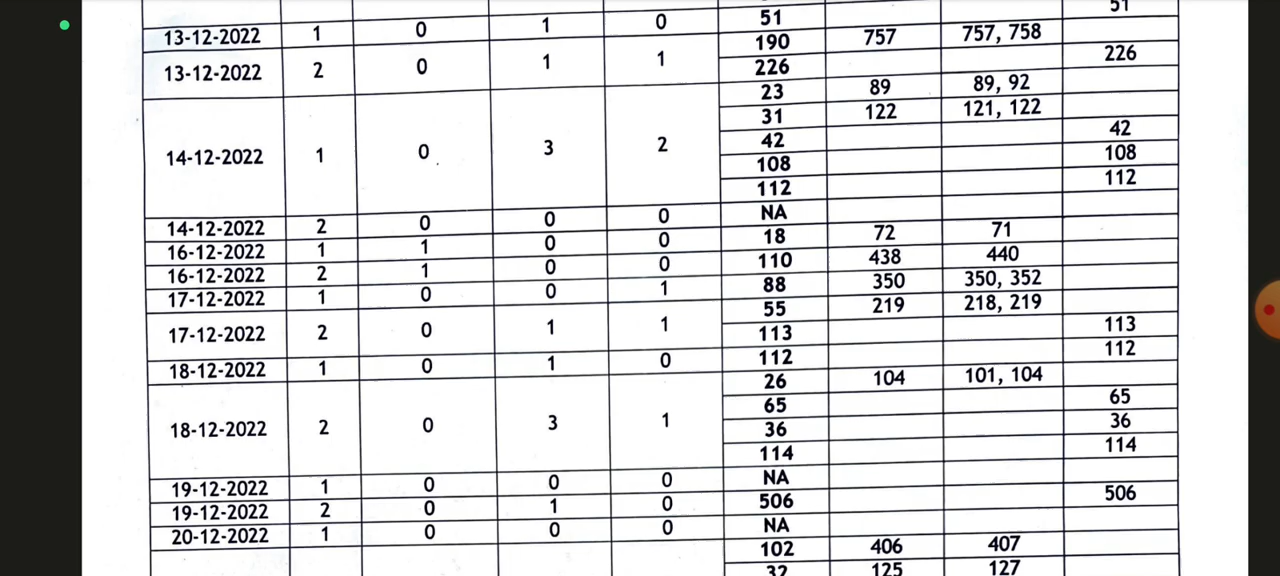 13-12-2022 1 0 1 0 51 51
13-12-2022 2 0 1 1 190 757 757, 758
226 226
14-12-2022 1 0 3 2 23 89 89, 92
31 122 121, 122
42 42
108 108
112 112
14-12-2022 2 0 0 0 NA
16-12-2022 1 1 0 0 18 72 71
16-12-2022 2 1 0 0 110 438 440
17-12-2022 1 0 0 1 88 350 350, 352
17-12-2022 2 0 1 1 55 219 218, 219
113 113
18-12-2022 1 0 1 0 112 112
18-12-2022 2 0 3 1 26 104 101, 104
65 65
36 36
114 114
19-12-2022 1 0 0 0 NA
19-12-2022 2 0 1 0 506 506
20-12-2022 1 0 0 0 NA
102 406 407
32 125 127